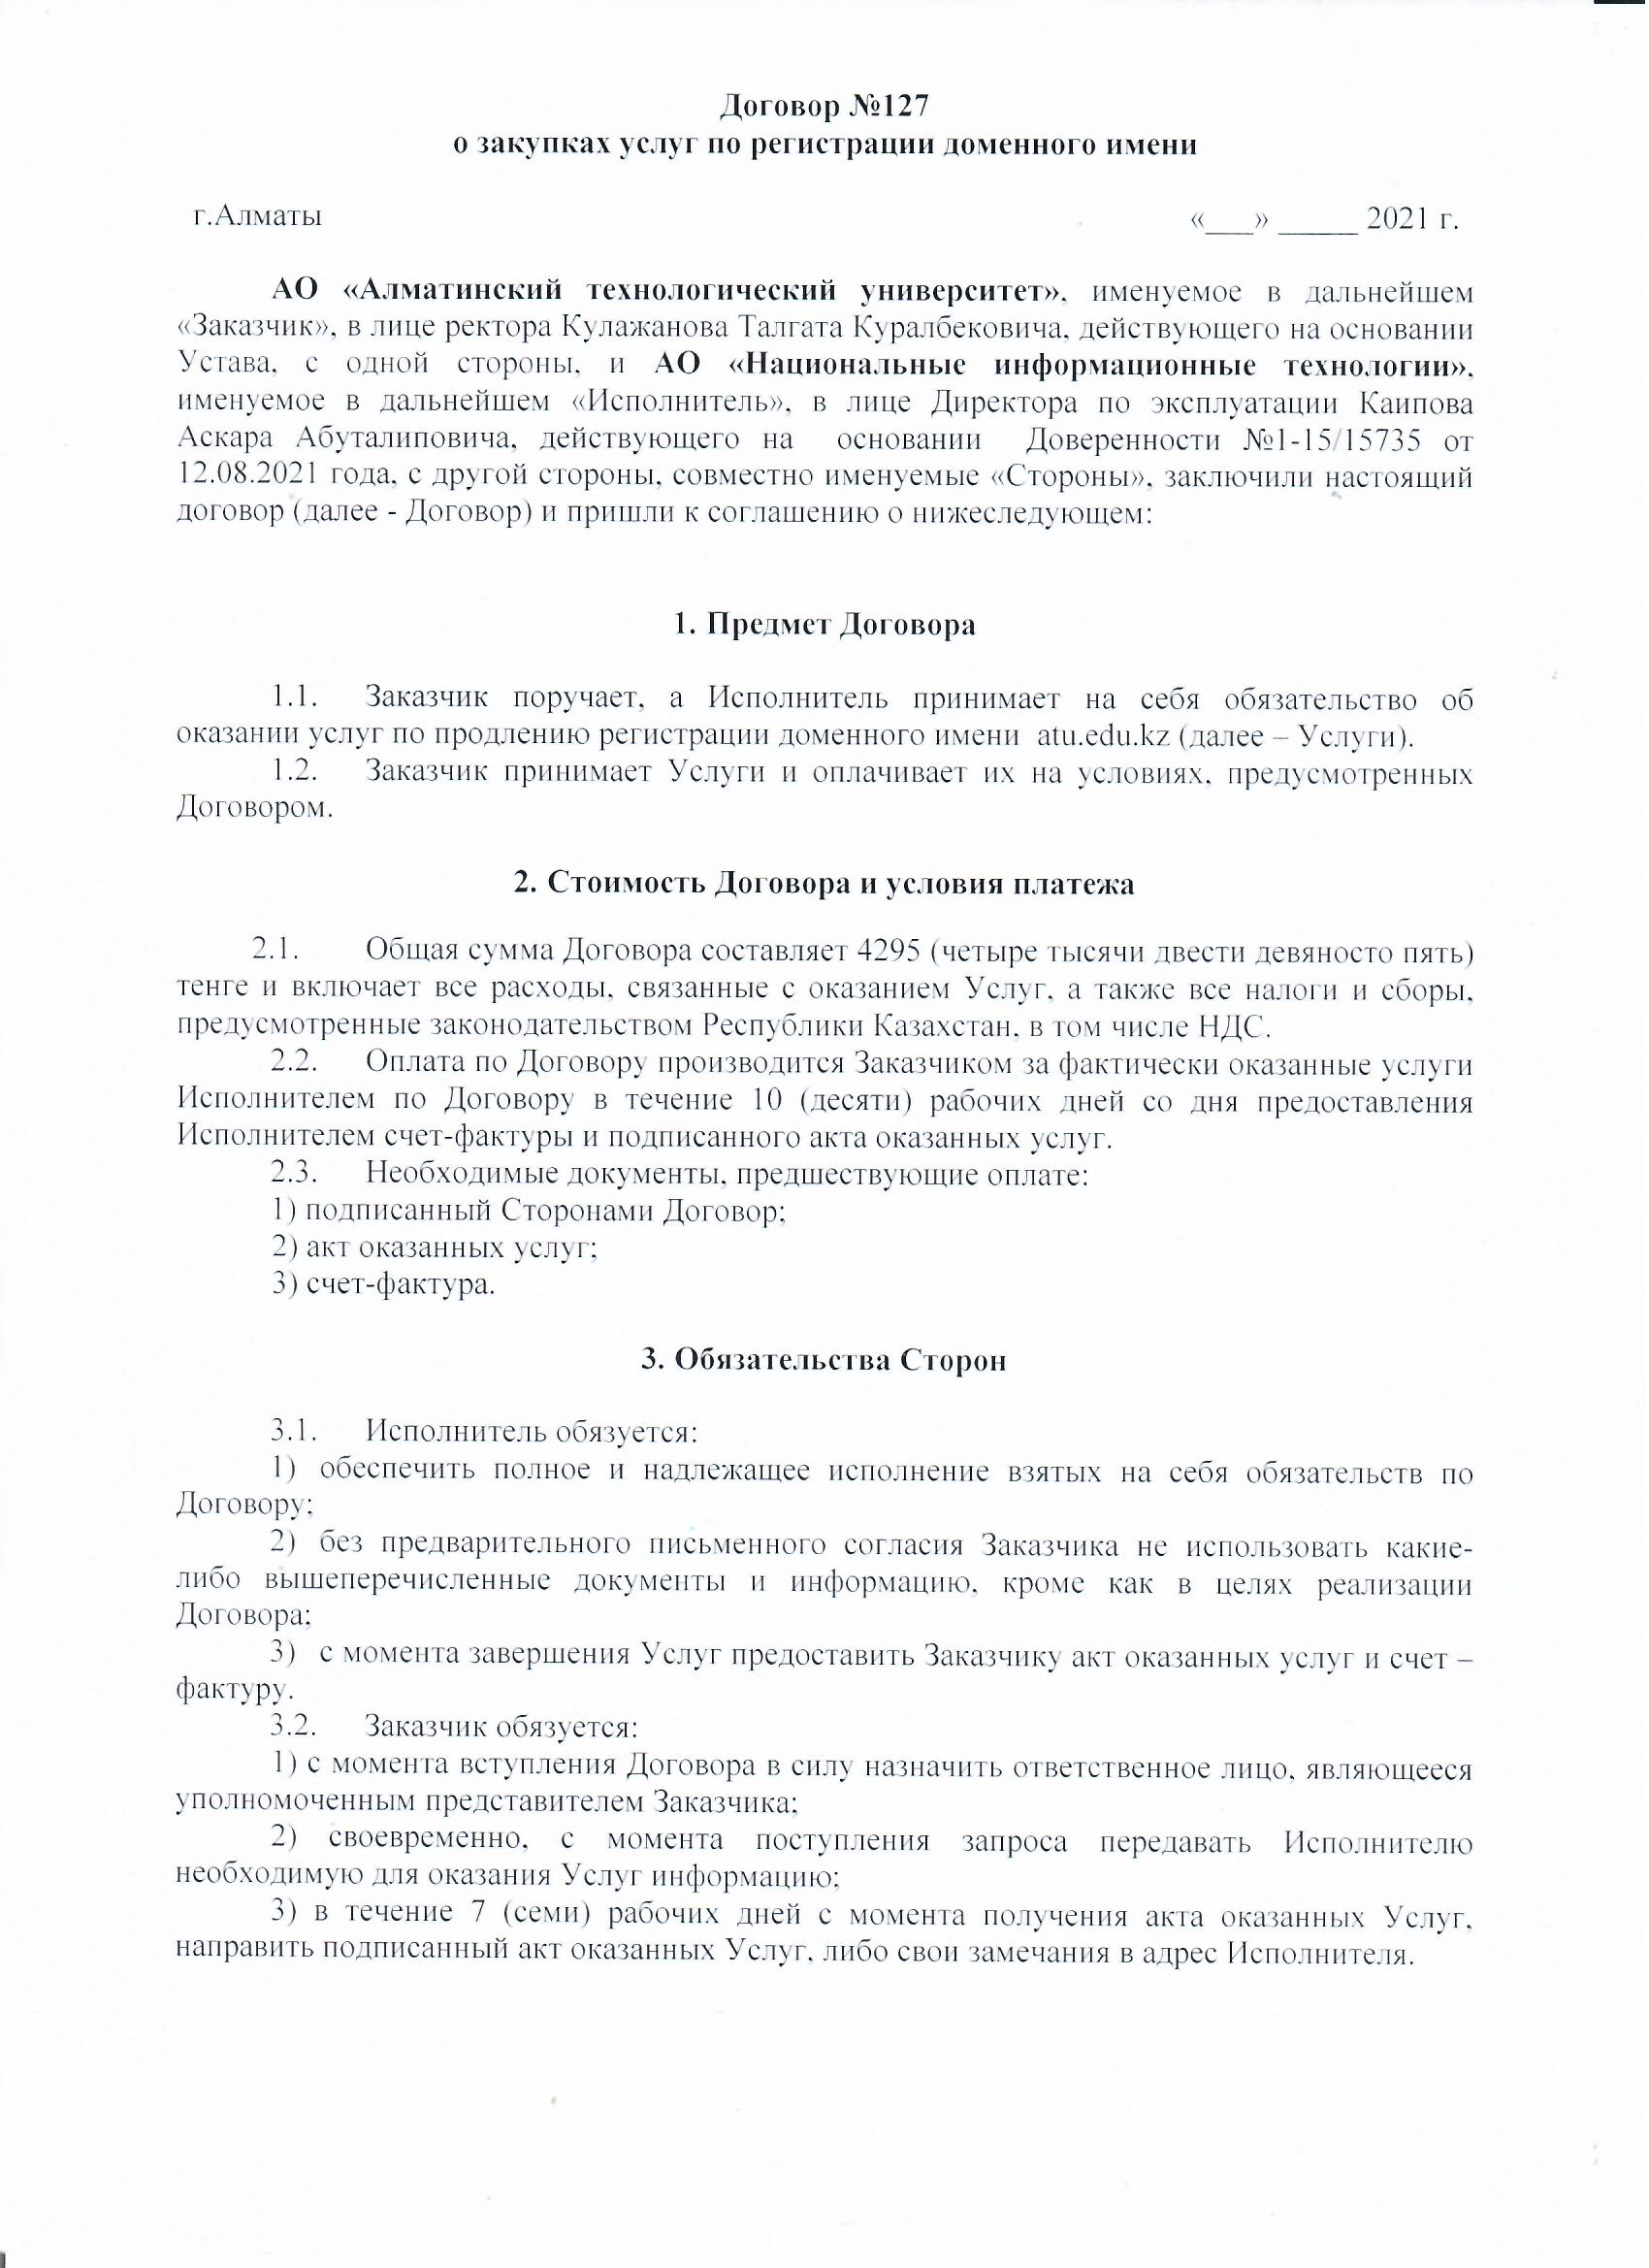 Договор №127
о закупках услуг по регистрации доменного имени
г.Алматы «___» _____ 2021 г.
АО «Алматинский технологический университет», именуемое в дальнейшем
«Заказчик», в лице ректора Кулажанова Талгата Куралбековича, действующего на основании
Устава, с одной стороны, и АО «Национальные информационные технологии»,
именуемое в дальнейшем «Исполнитель», в лице Директора по эксплуатации Каипова
Аскара Абуталиповича, действующего на основании Доверенности №1-15/15735 от
12.08.2021 года, с другой стороны, совместно именуемые «Стороны», заключили настоящий
договор (далее - Договор) и пришли к соглашению о нижеследующем:
1. Предмет Договора
1.1. Заказчик поручает, а Исполнитель принимает на себя обязательство об
оказании услуг по продлению регистрации доменного имени atu.edu.kz (далее – Услуги).
1.2. Заказчик принимает Услуги и оплачивает их на условиях, предусмотренных
Договором.
2. Стоимость Договора и условия платежа
2.1. Общая сумма Договора составляет 4295 (четыре тысячи двести девяносто пять)
тенге и включает все расходы, связанные с оказанием Услуг, а также все налоги и сборы,
предусмотренные законодательством Республики Казахстан, в том числе НДС.
2.2. Оплата по Договору производится Заказчиком за фактически оказанные услуги
Исполнителем по Договору в течение 10 (десяти) рабочих дней со дня предоставления
Исполнителем счет-фактуры и подписанного акта оказанных услуг.
2.3. Необходимые документы, предшествующие оплате:
1) подписанный Сторонами Договор;
2) акт оказанных услуг;
3) счет-фактура.
3. Обязательства Сторон
3.1. Исполнитель обязуется:
1) обеспечить полное и надлежащее исполнение взятых на себя обязательств по
Договору;
2) без предварительного письменного согласия Заказчика не использовать какие-
либо вышеперечисленные документы и информацию, кроме как в целях реализации
Договора;
3) с момента завершения Услуг предоставить Заказчику акт оказанных услуг и счет –
фактуру.
3.2. Заказчик обязуется:
1) с момента вступления Договора в силу назначить ответственное лицо, являющееся
уполномоченным представителем Заказчика;
2) своевременно, с момента поступления запроса передавать Исполнителю
необходимую для оказания Услуг информацию;
3) в течение 7 (семи) рабочих дней с момента получения акта оказанных Услуг,
направить подписанный акт оказанных Услуг, либо свои замечания в адрес Исполнителя.